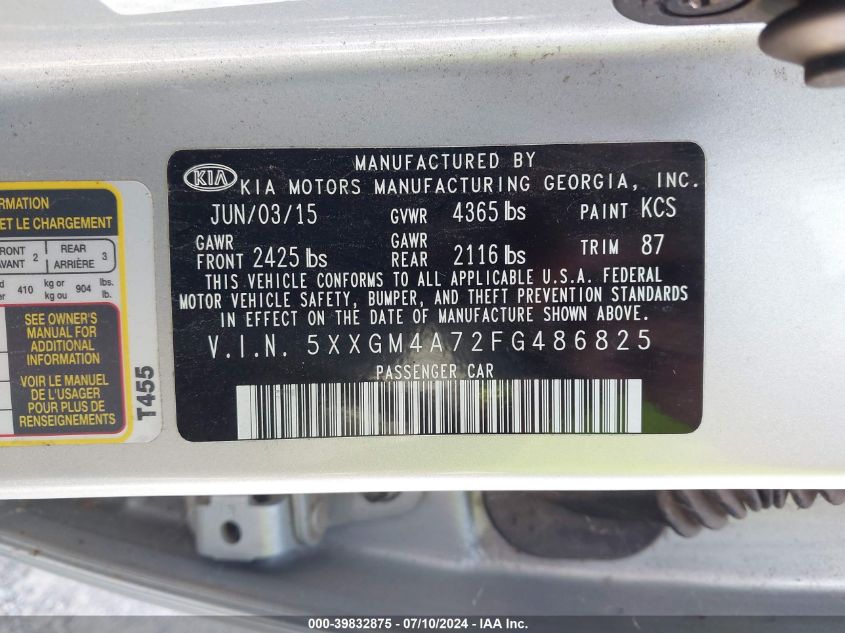 MANUFACTURED BY
KIA KIA MOTORS MANUFACTURING GEORGIA, INC.
JUN/03/15 GVWR 4365 lbs PAINT KCS
GAWR FRONT 2425 lbs GAWR REAR 2116 lbs TRIM 87
THIS VEHICLE CONFORMS TO ALL APPLICABLE U.S.A. FEDERAL
MOTOR VEHICLE SAFETY, BUMPER, AND THEFT PREVENTION STANDARDS
IN EFFECT ON THE DATE OF MANUFACTURE SHOWN ABOVE.
V.I.N. 5XXGM4A72FG486825
PASSENGER CAR
ORMATION
ET LE CHARGEMENT
FRONT 2 REAR 3
AVANT ARRIÈRE
410 kg or kg ou 904 lbs. lb.
SEE OWNER'S
MANUAL FOR
ADDITIONAL
INFORMATION
VOIR LE MANUEL
DE L'USAGER
POUR PLUS DE
RENSEIGNEMENTS
T455
000-39832875 - 07/10/2024 - IAA Inc.